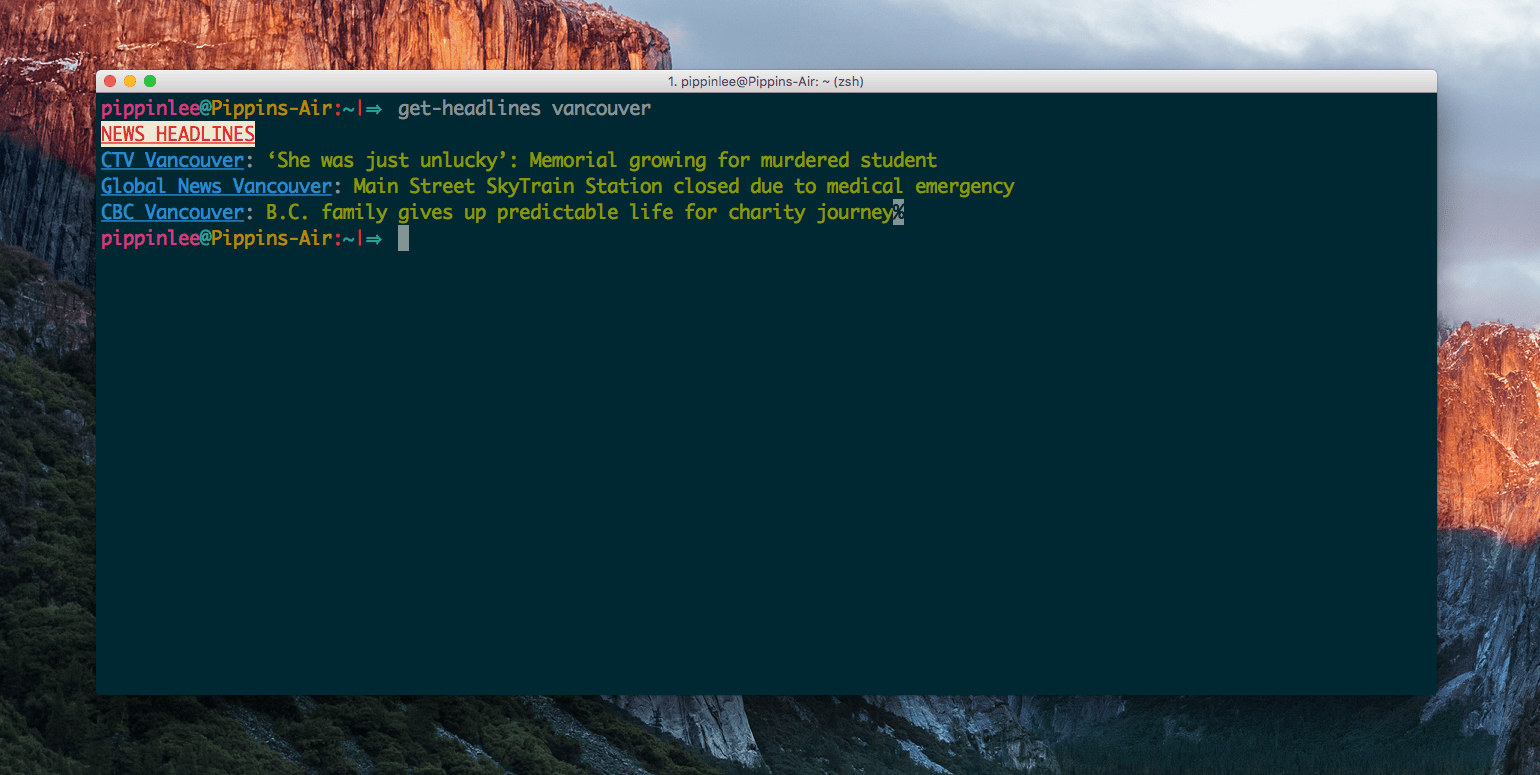 1. pippinlee@Pippins-Air: ~ (zsh)
pippinlee@Pippins-Air:~|⇒ get-headlines vancouver
NEWS HEADLINES
CTV Vancouver: ‘She was just unlucky’: Memorial growing for murdered student
Global News Vancouver: Main Street SkyTrain Station closed due to medical emergency
CBC Vancouver: B.C. family gives up predictable life for charity journey%
pippinlee@Pippins-Air:~|⇒